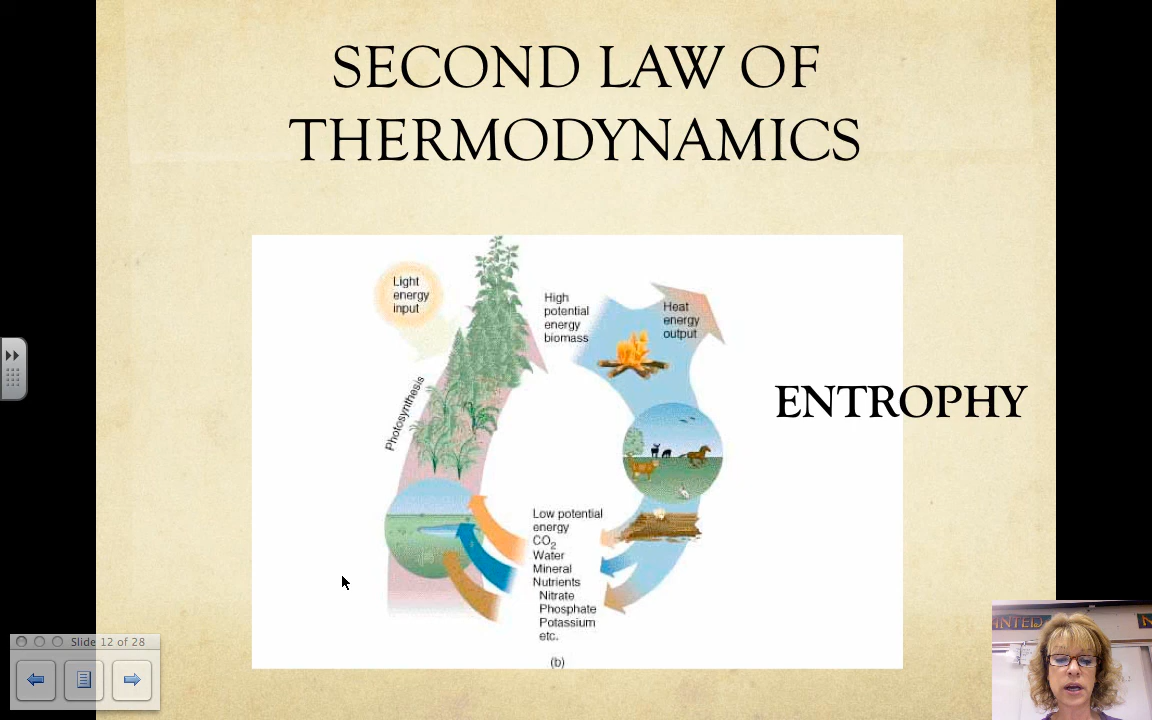 SECOND LAW OF
THERMODYNAMICS
Light
energy
input
High
potential
energy
biomass
Heat
energy
output
Photosynthesis
ENTROPHY
Low potential
energy
CO₂
Water
Mineral
Nutrients
Nitrate
Phosphate
Potassium
etc.
(b)
Slide 12 of 28